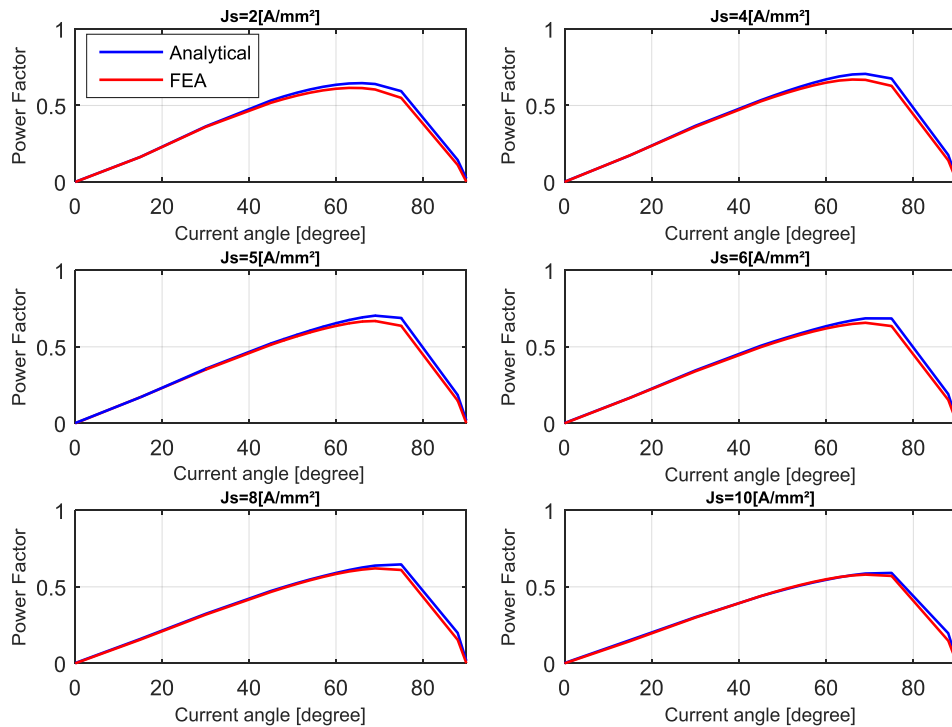 Js=2[A/mm²]
1
0.5
0
Power Factor
Analytical
FEA
0 20 40 60 80
Current angle [degree]
Js=4[A/mm²]
1
0.5
0
Power Factor
0 20 40 60 80
Current angle [degree]
Js=5[A/mm²]
1
0.5
0
Power Factor
0 20 40 60 80
Current angle [degree]
Js=6[A/mm²]
1
0.5
0
Power Factor
0 20 40 60 80
Current angle [degree]
Js=8[A/mm²]
1
0.5
0
Power Factor
0 20 40 60 80
Current angle [degree]
Js=10[A/mm²]
1
0.5
0
Power Factor
0 20 40 60 80
Current angle [degree]